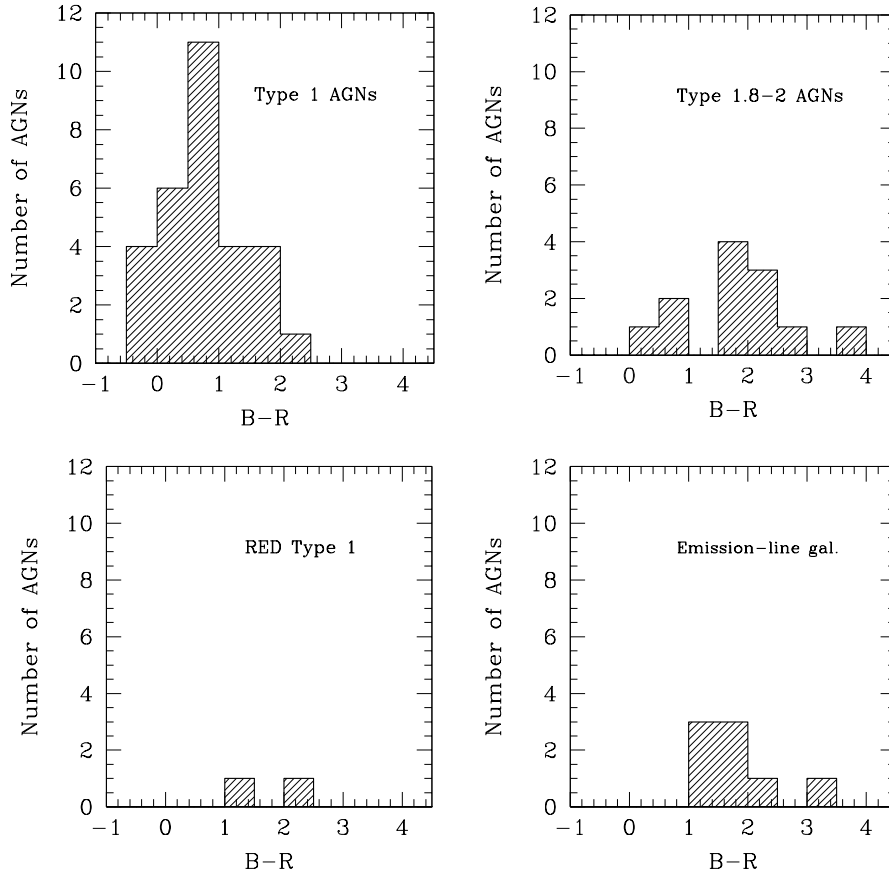 12
10
8
6
4
2
0
Number of AGNs
Type 1 AGNs
−1 0 1 2 3 4
B−R
12
10
8
6
4
2
0
Number of AGNs
Type 1.8−2 AGNs
−1 0 1 2 3 4
B−R
12
10
8
6
4
2
0
Number of AGNs
RED Type 1
−1 0 1 2 3 4
B−R
12
10
8
6
4
2
0
Number of AGNs
Emission−line gal.
−1 0 1 2 3 4
B−R